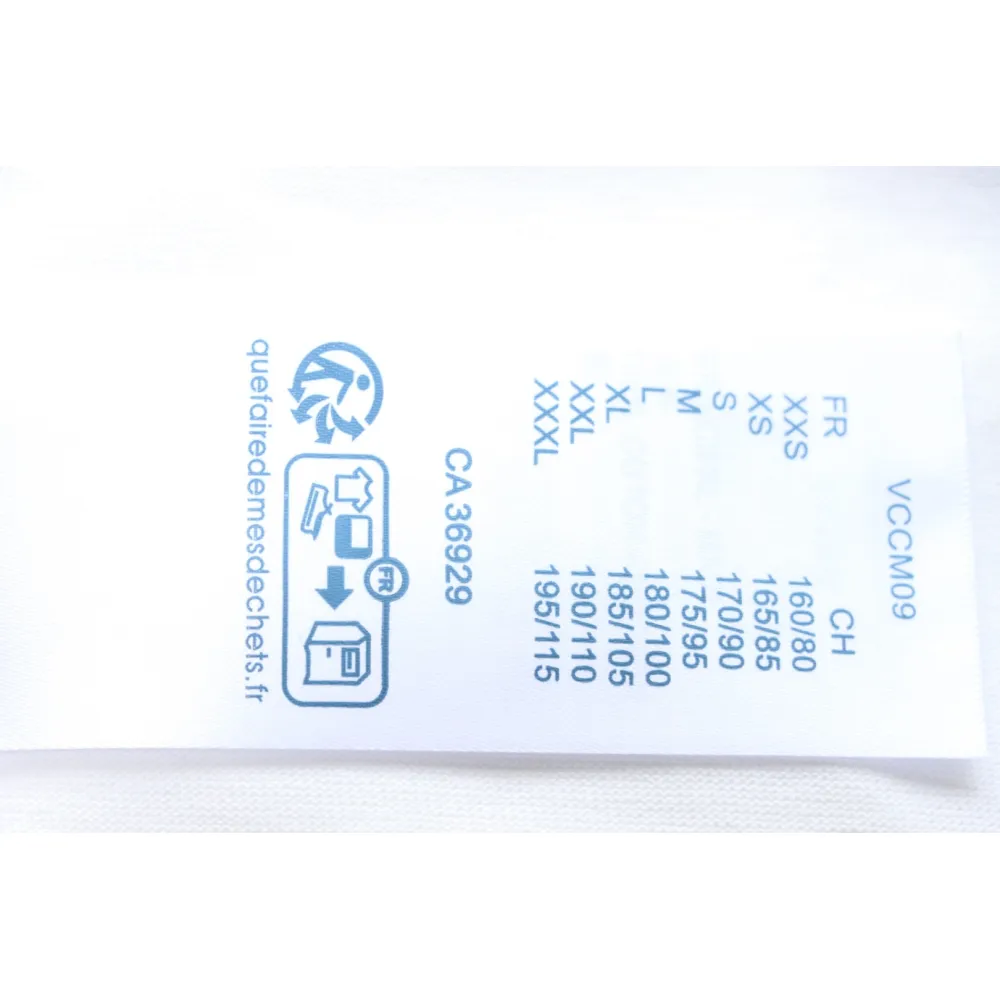 VCCM09
FR CH
XXS 160/80
XS 165/85
S 170/90
M 175/95
L 180/100
XL 185/105
XXL 190/110
XXXL 195/115
CA 36929
FR
quefairedemesdechets.fr